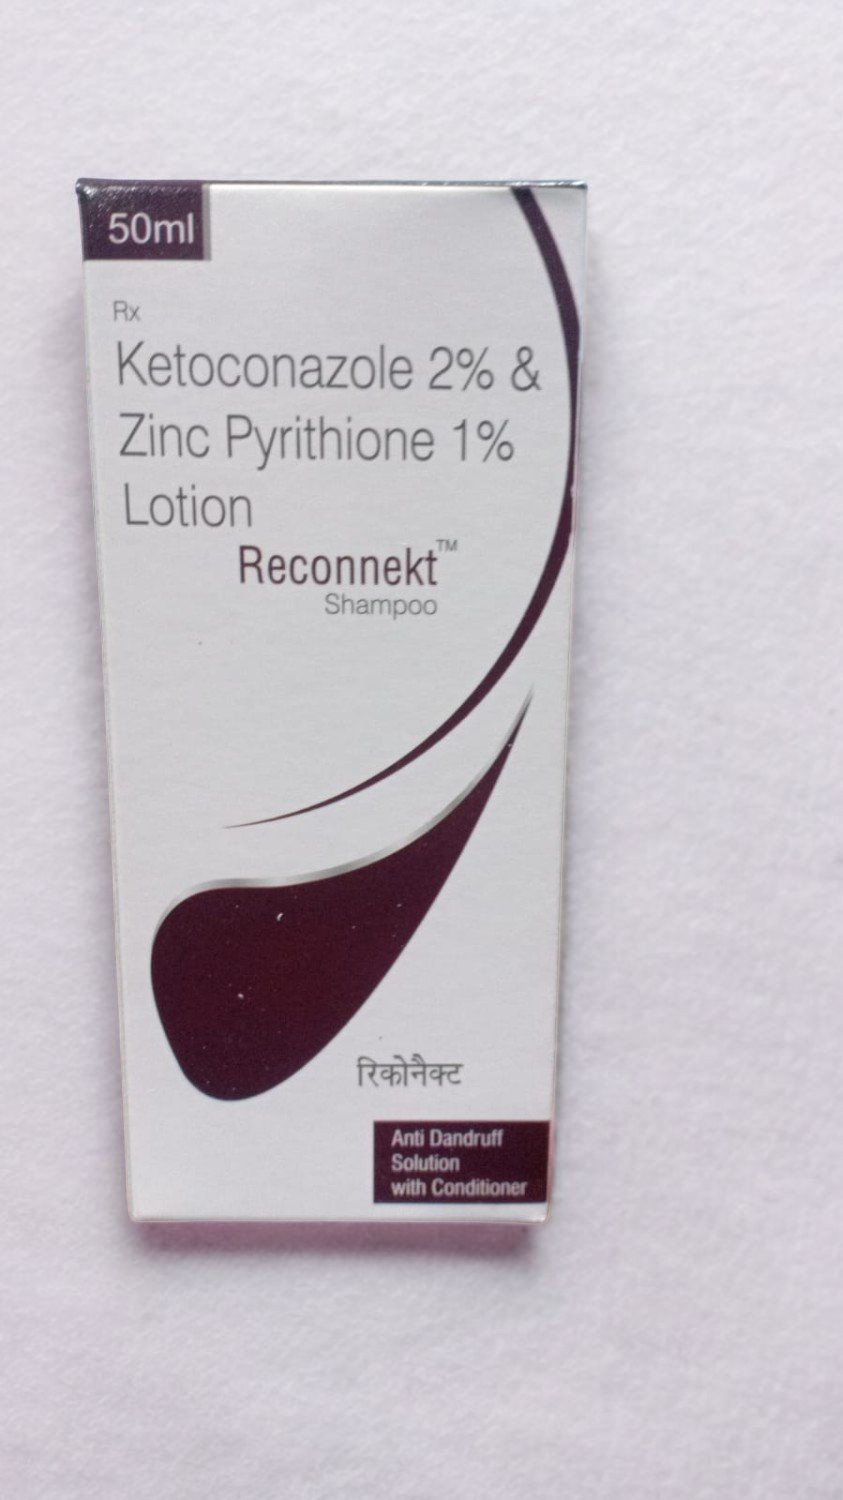 50ml
Rx
Ketoconazole 2% &
Zinc Pyrithione 1%
Lotion
Reconnekt™
Shampoo
रिकोनैक्ट
Anti Dandruff
Solution
with Conditioner